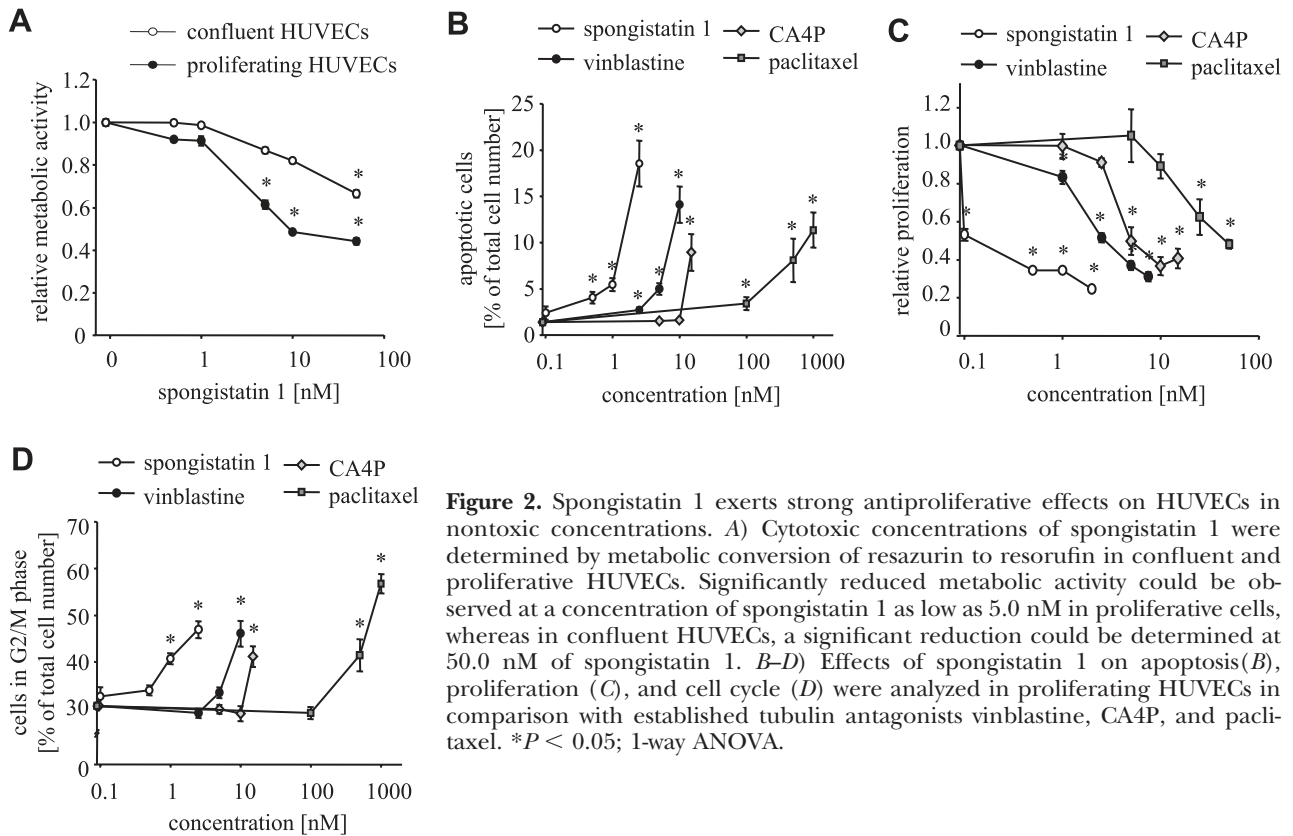 A
confluent HUVECs
proliferating HUVECs
relative metabolic activity
1.2
1.0
0.8
0.6
0.4
0.2
0
* * * *
0 1 10 100
spongistatin 1 [nM]
B
spongistatin 1 CA4P
vinblastine paclitaxel
apoptotic cells
[% of total cell number]
25
20
15
10
5
0
* * * * * * * * * *
0.1 1 10 100 1000
concentration [nM]
C
spongistatin 1 CA4P
vinblastine paclitaxel
relative proliferation
1.2
1.0
0.8
0.6
0.4
0.2
0
* * * * * * * * * * * * *
0.1 1 10 100
concentration [nM]
D
spongistatin 1 CA4P
vinblastine paclitaxel
cells in G2/M phase
[% of total cell number]
70
60
50
40
30
0
* * * * * *
0.1 1 10 100 1000
concentration [nM]
Figure 2. Spongistatin 1 exerts strong antiproliferative effects on HUVECs in
nontoxic concentrations. A) Cytotoxic concentrations of spongistatin 1 were
determined by metabolic conversion of resazurin to resorufin in confluent and
proliferative HUVECs. Significantly reduced metabolic activity could be ob-
served at a concentration of spongistatin 1 as low as 5.0 nM in proliferative cells,
whereas in confluent HUVECs, a significant reduction could be determined at
50.0 nM of spongistatin 1. B–D) Effects of spongistatin 1 on apoptosis(B),
proliferation (C), and cell cycle (D) were analyzed in proliferating HUVECs in
comparison with established tubulin antagonists vinblastine, CA4P, and pacli-
taxel. *P < 0.05; 1-way ANOVA.